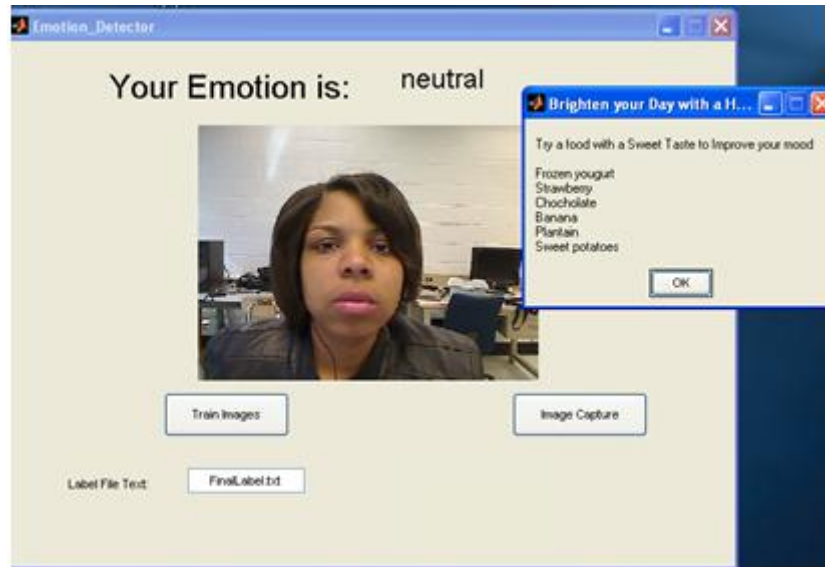 Emotion_Detector
Your Emotion is: neutral
Brighten your Day with a H...
Try a food with a Sweet Taste to Improve your mood
Frozen yougurt
Strawberry
Chocholate
Banana
Plantain
Sweet potatoes
OK
Train Images
Image Capture
Label File Text:
FinalLabel.txt